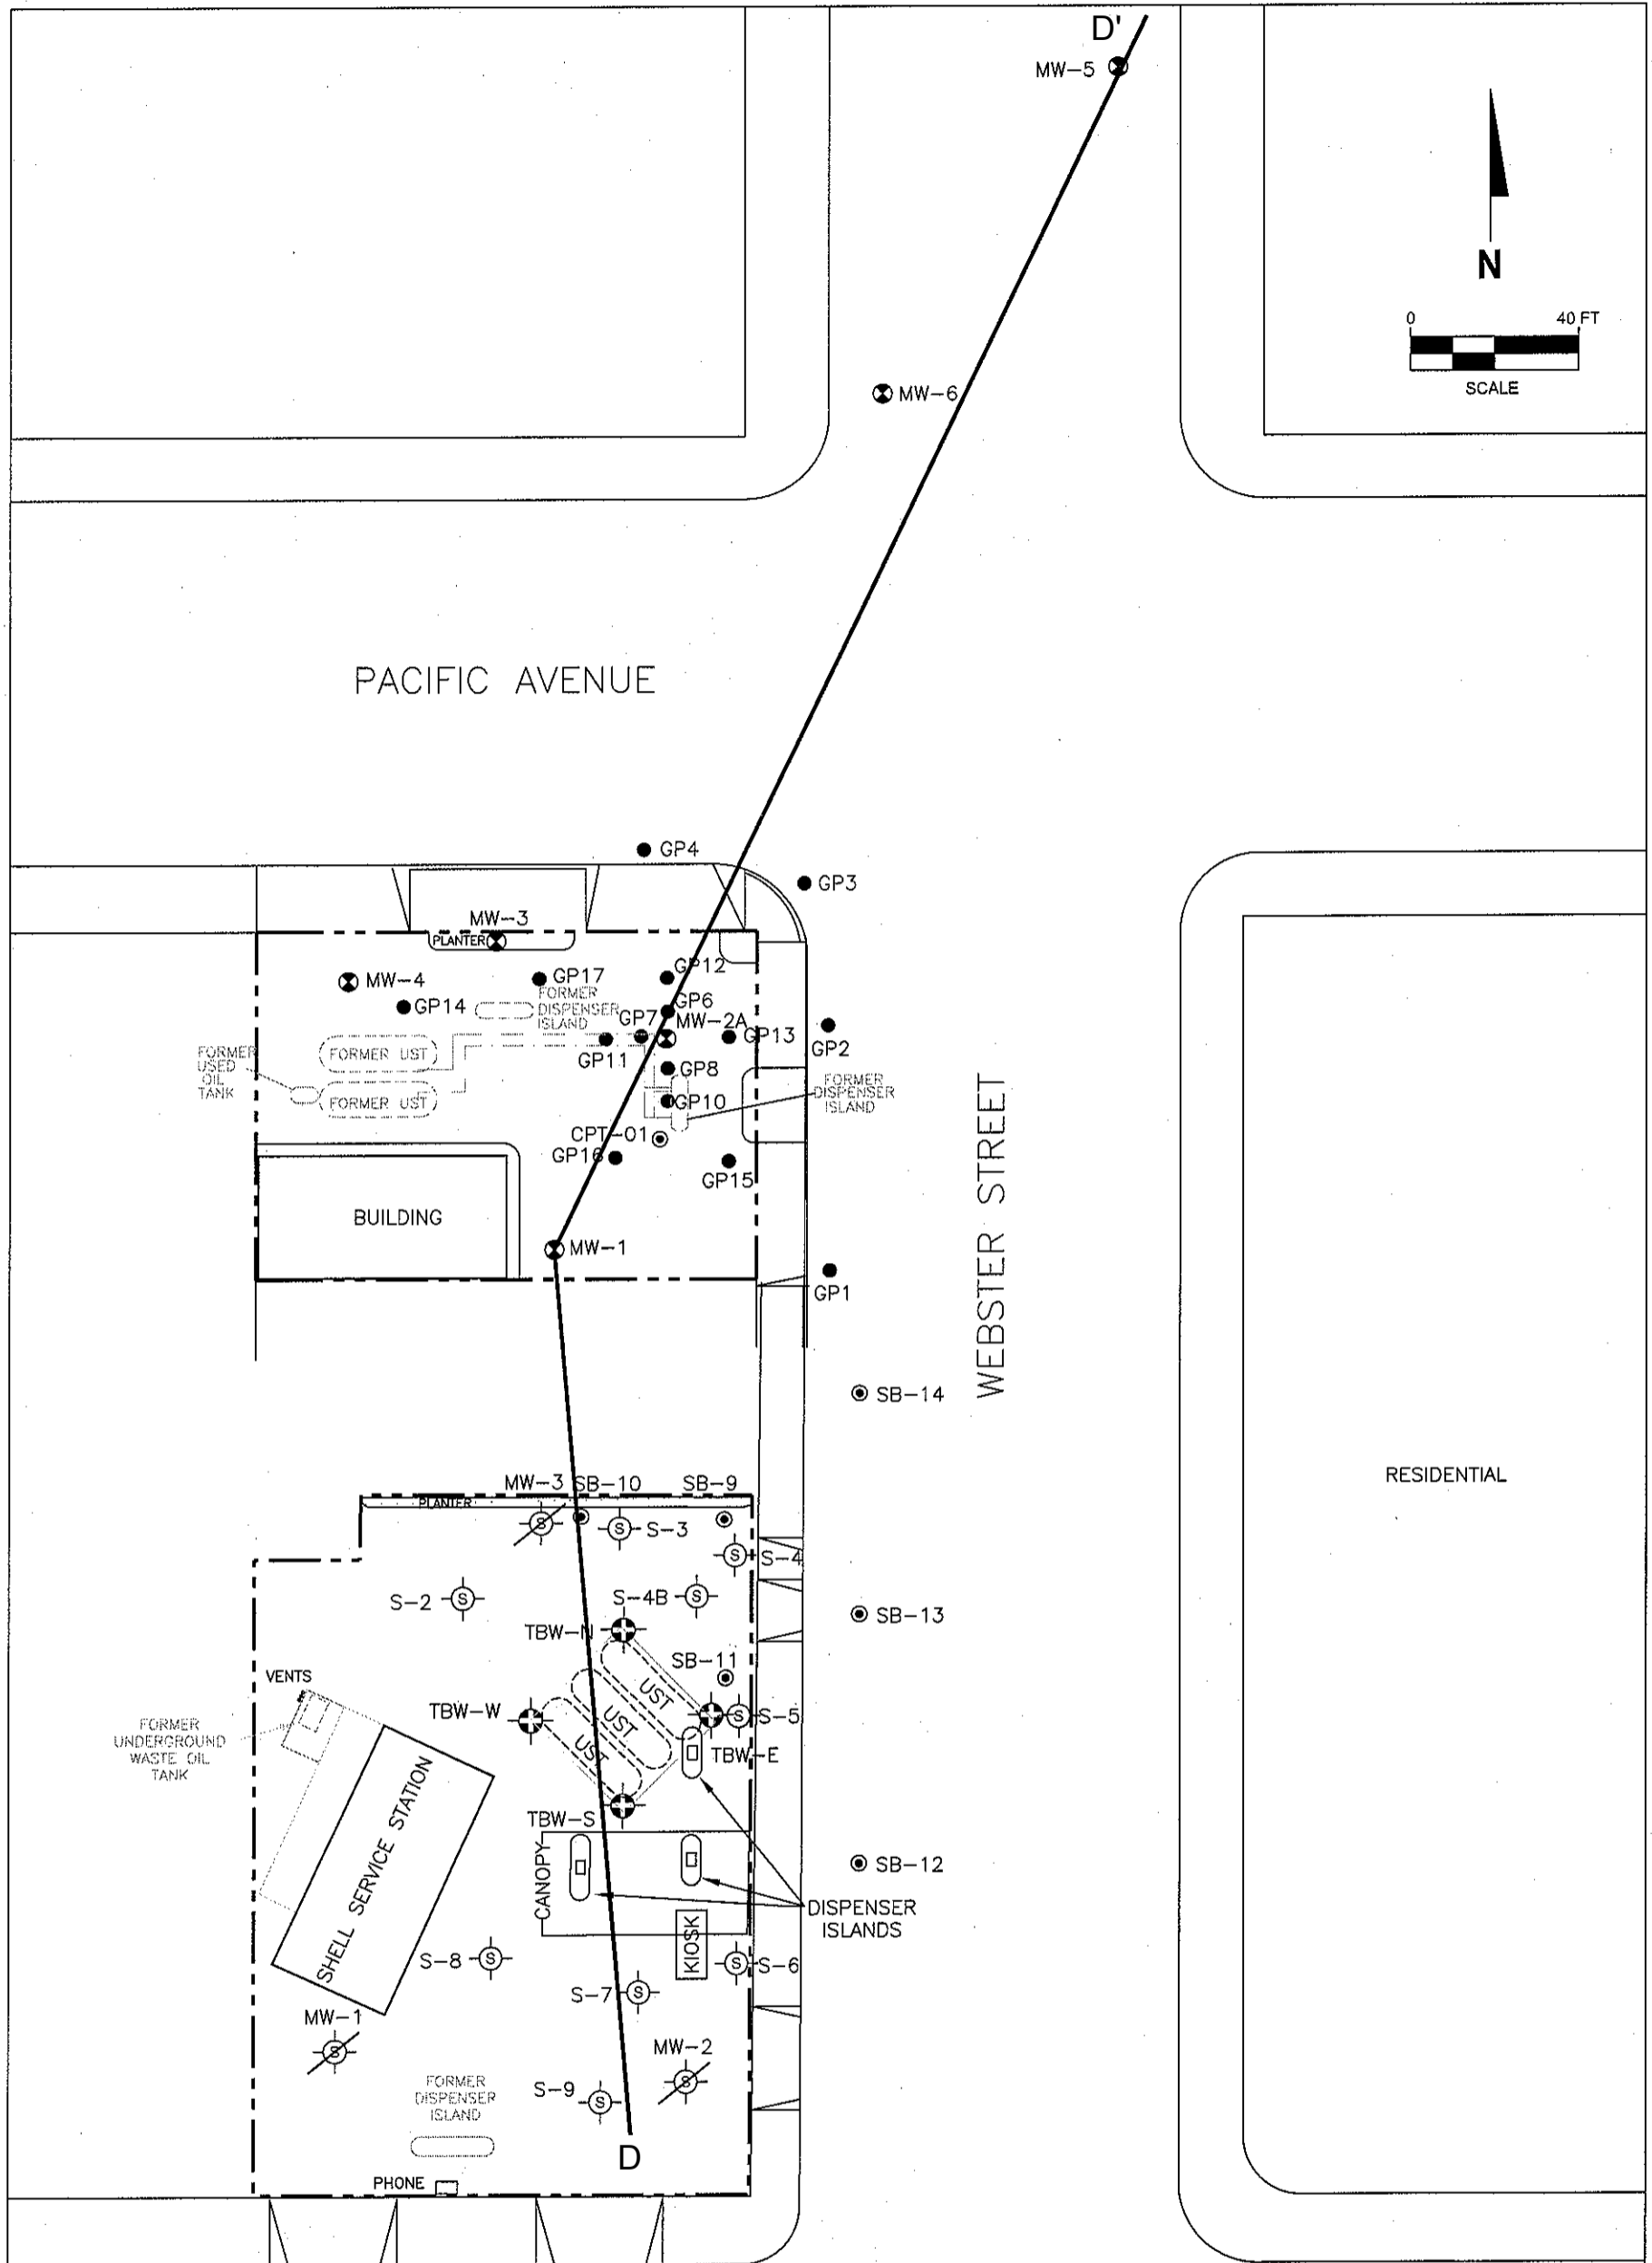 D'
MW-5
N
0 40 FT
SCALE
MW-6
PACIFIC AVENUE
GP4
GP3
MW-3
PLANTER
MW-4
GP17
GP12
GP14
FORMER
DISPENSER
ISLAND
GP6
GP7
MW-2A
GP13
GP2
GP11
FORMER
USED
OIL
TANK
FORMER UST
FORMER UST
GP8
GP10
FORMER
DISPENSER
ISLAND
CPT-01
GP16
GP15
BUILDING
MW-1
GP1
WEBSTER STREET
SB-14
RESIDENTIAL
MW-3
SB-10
SB-9
PLANTER
S
S
S-3
S
S-4
S-2
S
S-4B
S
SB-13
TBW-N
SB-11
VENTS
UST
UST
UST
TBW-W
S
S-5
TBW-E
FORMER
UNDERGROUND
WASTE OIL
TANK
SHELL SERVICE STATION
TBW-S
CANOPY
SB-12
DISPENSER
ISLANDS
KIOSK
S-8
S
S
S-6
S-7
S
MW-1
S
MW-2
S
FORMER
DISPENSER
ISLAND
S-9
S
D
PHONE